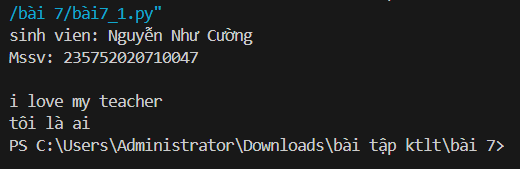 /bài 7/bài7_1.py"
sinh vien: Nguyễn Như Cường
Mssv: 235752020710047
i love my teacher
tôi là ai
PS C:\Users\Administrator\Downloads\bài tập ktlt\bài 7>